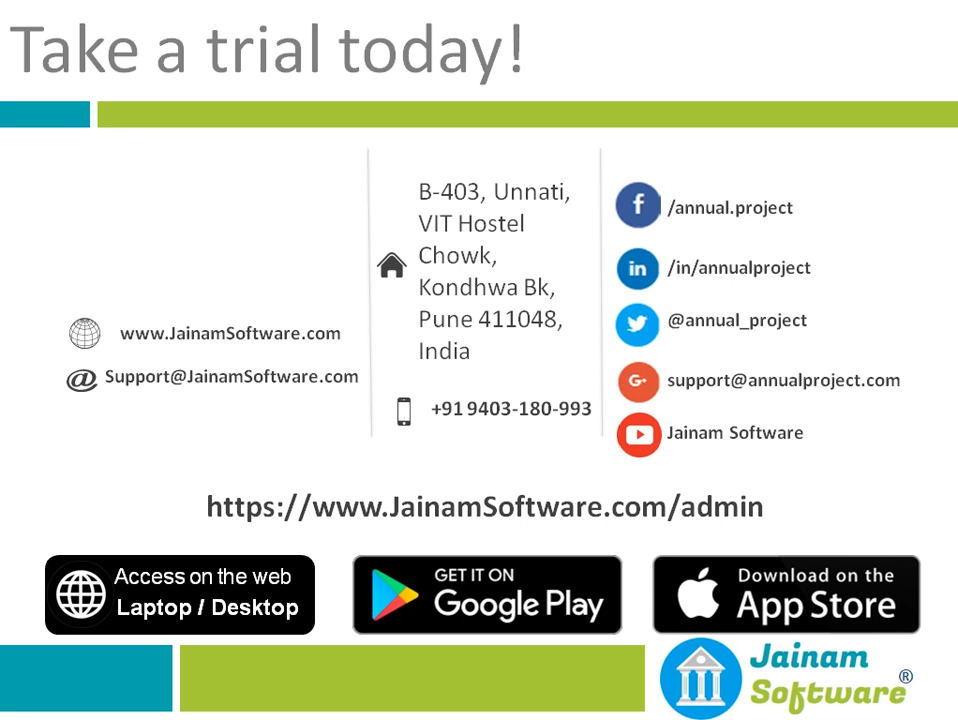 Take a trial today!
www.JainamSoftware.com
Support@JainamSoftware.com
B-403, Unnati,
VIT Hostel
Chowk,
Kondhwa Bk,
Pune 411048,
India
+91 9403-180-993
/annual.project
/in/annualproject
@annual_project
support@annualproject.com
Jainam Software
https://www.JainamSoftware.com/admin
Access on the web
Laptop / Desktop
GET IT ON
Google Play
Download on the
App Store
Jainam
Software®